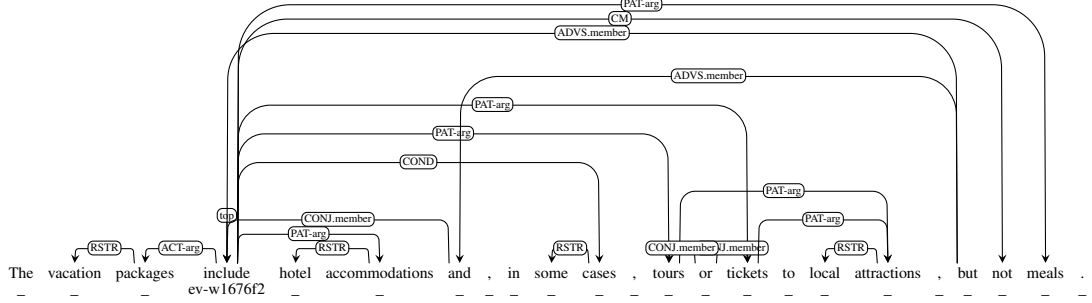 PAT-arg
CM
ADVS.member
ADVS.member
PAT-arg
PAT-arg
COND
PAT-arg
top
CONJ.member
PAT-arg
PAT-arg
RSTR
ACT-arg
RSTR
RSTR
CONJ.member
NJ.member
RSTR
The vacation packages include hotel accommodations and , in some cases , tours or tickets to local attractions , but not meals .
_ _ _ ev-w1676f2 _ _ _ _ _ _ _ _ _ _ _ _ _ _ _ _ _ _ _